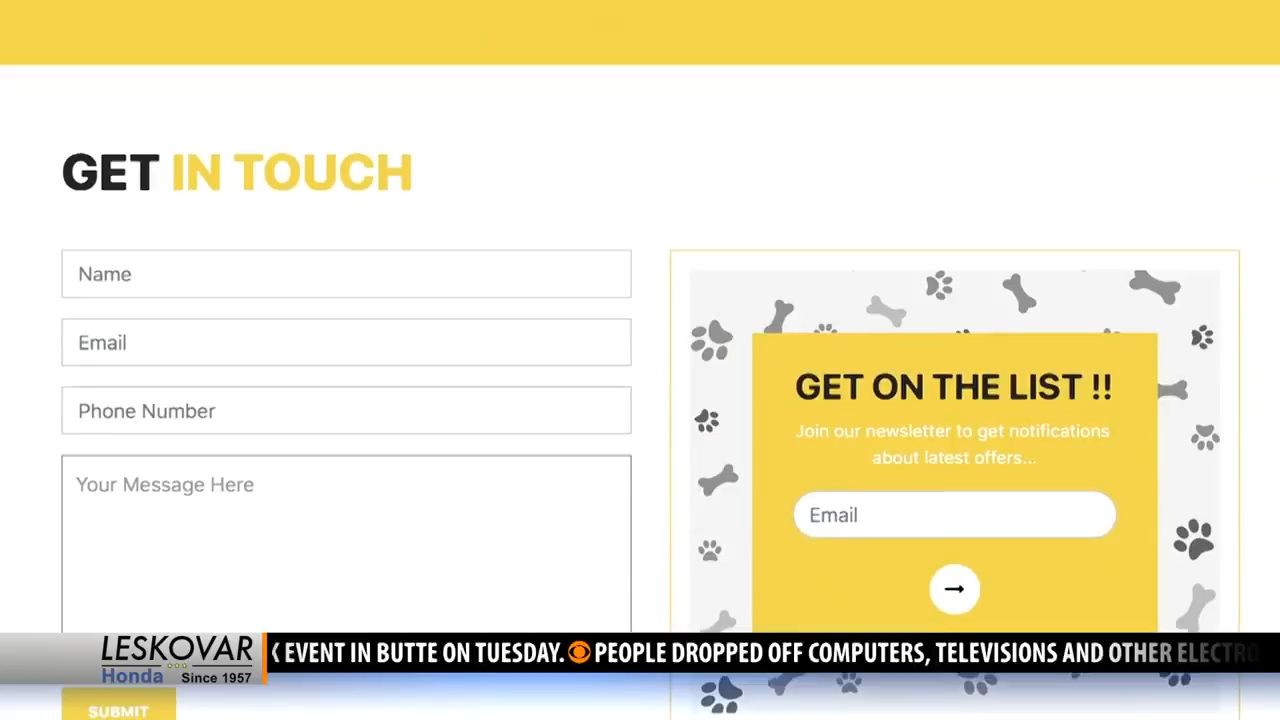 GET IN TOUCH
Name
Email
Phone Number
Your Message Here
GET ON THE LIST !!
Join our newsletter to get notifications
about latest offers...
Email
LESKOVAR
Honda Since 1957
EVENT IN BUTTE ON TUESDAY. PEOPLE DROPPED OFF COMPUTERS, TELEVISIONS AND OTHER ELECTRO
SUBMIT